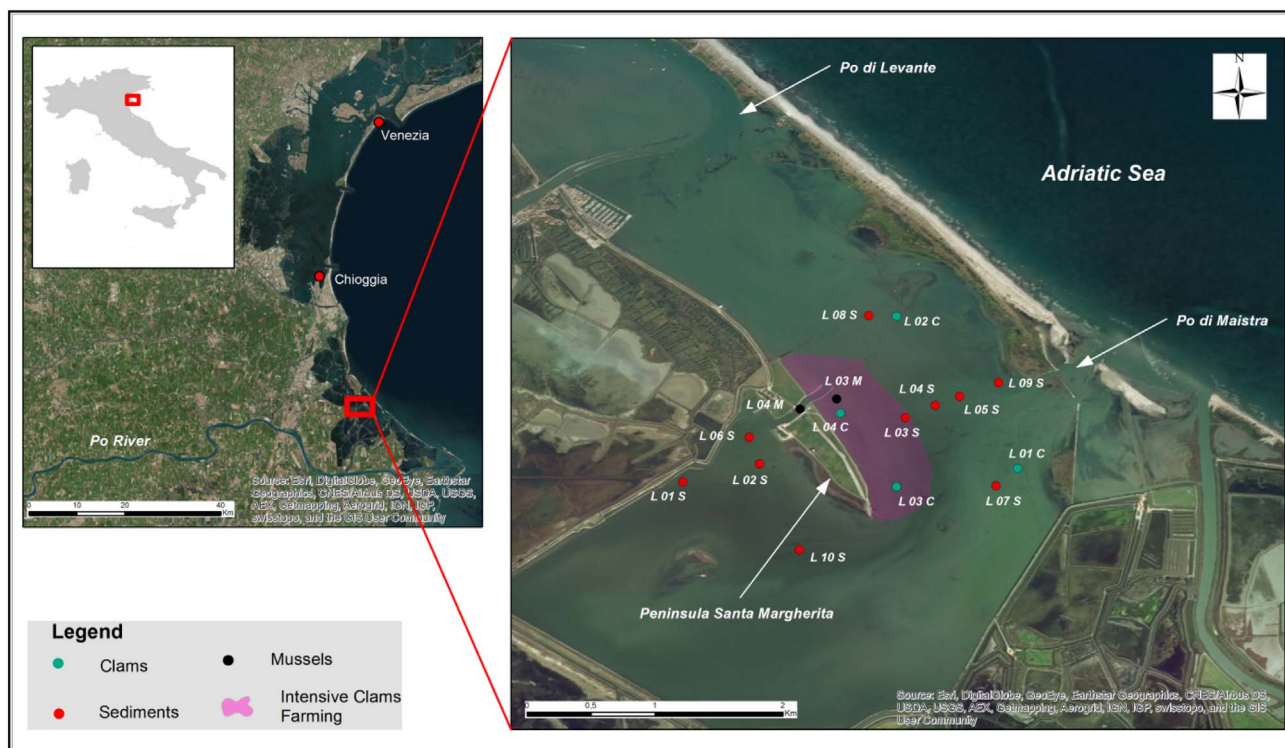 Venezia
Chioggia
Po River
Source: Esri, DigitalGlobe, GeoEye, Earthstar
Geographics, CNES/Airbus DS, USDA, USGS,
AEX, Getmapping, Aerogrid, IGN, IGP,
swisstopo, and the GIS User Community
0 10 20 40
Km
Legend
Clams
Mussels
Sediments
Intensive Clams
Farming
N
Po di Levante
Adriatic Sea
Po di Maistra
L 08 S
L 02 C
L 03 M
L 04 M
L 04 S
L 09 S
L 05 S
L 04 C
L 03 S
L 06 S
L 02 S
L 01 S
L 01 C
L 03 C
L 07 S
L 10 S
Peninsula Santa Margherita
0 0,5 1 2
Km
Source: Esri, DigitalGlobe, GeoEye, Earthstar Geographics, CNES/Airbus DS,
USDA, USGS, AEX, Getmapping, Aerogrid, IGN, IGP, swisstopo, and the GIS
User Community